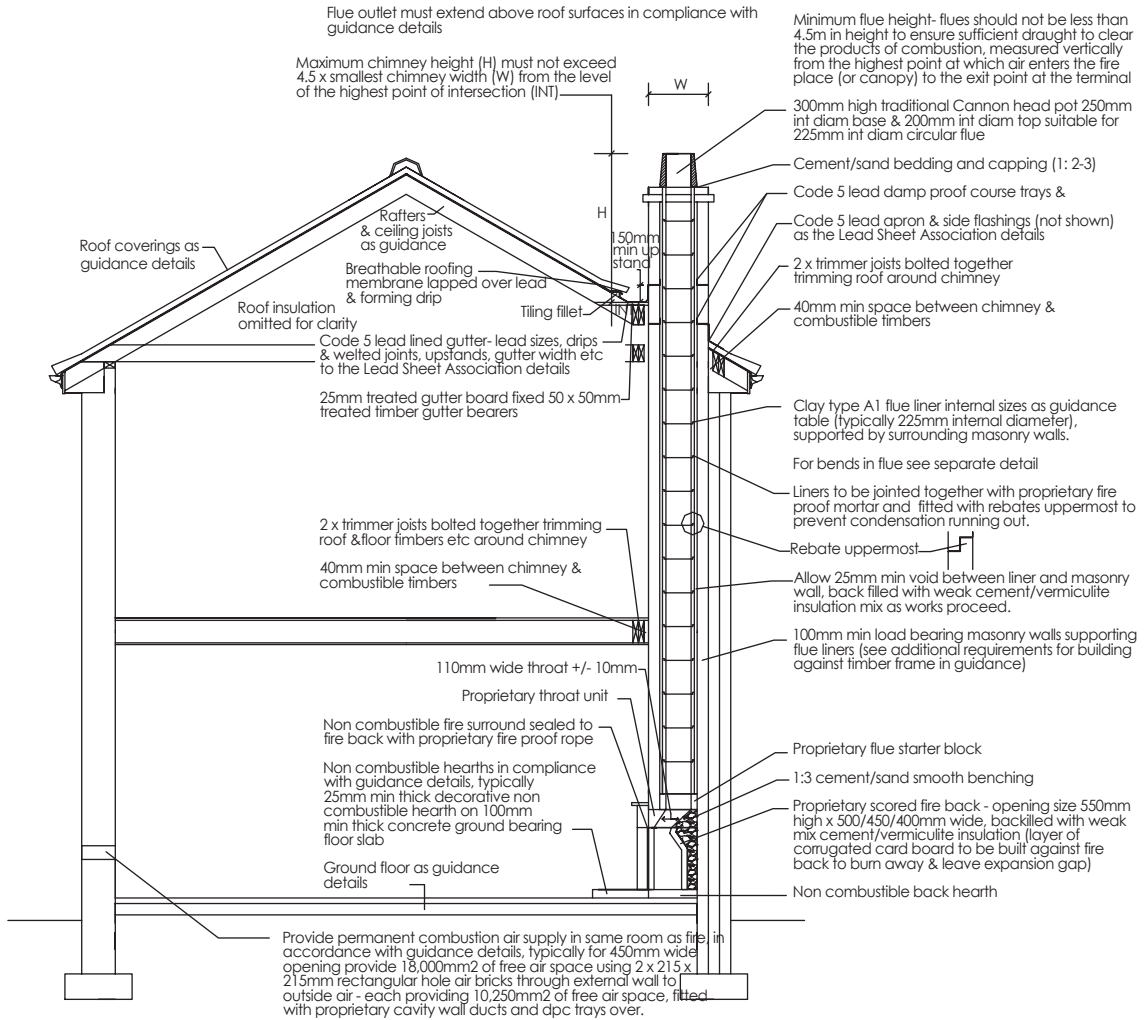 Flue outlet must extend above roof surfaces in compliance with
guidance details
Maximum chimney height (H) must not exceed
4.5 x smallest chimney width (W) from the level
of the highest point of intersection (INT)
W
Minimum flue height- flues should not be less than
4.5m in height to ensure sufficient draught to clear
the products of combustion, measured vertically
from the highest point at which air enters the fire
place (or canopy) to the exit point at the terminal
300mm high traditional Cannon head pot 250mm
int diam base & 200mm int diam top suitable for
225mm int diam circular flue
Cement/sand bedding and capping (1: 2-3)
Code 5 lead damp proof course trays &
Code 5 lead apron & side flashings (not shown)
as the Lead Sheet Association details
2 x trimmer joists bolted together
trimming roof around chimney
40mm min space between chimney &
combustible timbers
H
150mm
min up
stand
Rafters
& ceiling joists
as guidance
Roof coverings as
guidance details
Breathable roofing
membrane lapped over lead
& forming drip
Tiling fillet
Roof insulation
omitted for clarity
Code 5 lead lined gutter- lead sizes, drips
& welted joints, upstands, gutter width etc
to the Lead Sheet Association details
25mm treated gutter board fixed 50 x 50mm
treated timber gutter bearers
Clay type A1 flue liner internal sizes as guidance
table (typically 225mm internal diameter),
supported by surrounding masonry walls.
For bends in flue see separate detail
Liners to be jointed together with proprietary fire
proof mortar and fitted with rebates uppermost to
prevent condensation running out.
Rebate uppermost
2 x trimmer joists bolted together trimming
roof &floor timbers etc around chimney
40mm min space between chimney &
combustible timbers
Allow 25mm min void between liner and masonry
wall, back filled with weak cement/vermiculite
insulation mix as works proceed.
100mm min load bearing masonry walls supporting
flue liners (see additional requirements for building
against timber frame in guidance)
110mm wide throat +/- 10mm
Proprietary throat unit
Non combustible fire surround sealed to
fire back with proprietary fire proof rope
Non combustible hearths in compliance
with guidance details, typically
25mm min thick decorative non
combustible hearth on 100mm
min thick concrete ground bearing
floor slab
Ground floor as guidance
details
Proprietary flue starter block
1:3 cement/sand smooth benching
Proprietary scored fire back - opening size 550mm
high x 500/450/400mm wide, backilled with weak
mix cement/vermiculite insulation (layer of
corrugated card board to be built against fire
back to burn away & leave expansion gap)
Non combustible back hearth
Provide permanent combustion air supply in same room as fire, in
accordance with guidance details, typically for 450mm wide
opening provide 18,000mm2 of free air space using 2 x 215 x
215mm rectangular hole air bricks through external wall to
outside air - each providing 10,250mm2 of free air space, fitted
with proprietary cavity wall ducts and dpc trays over.